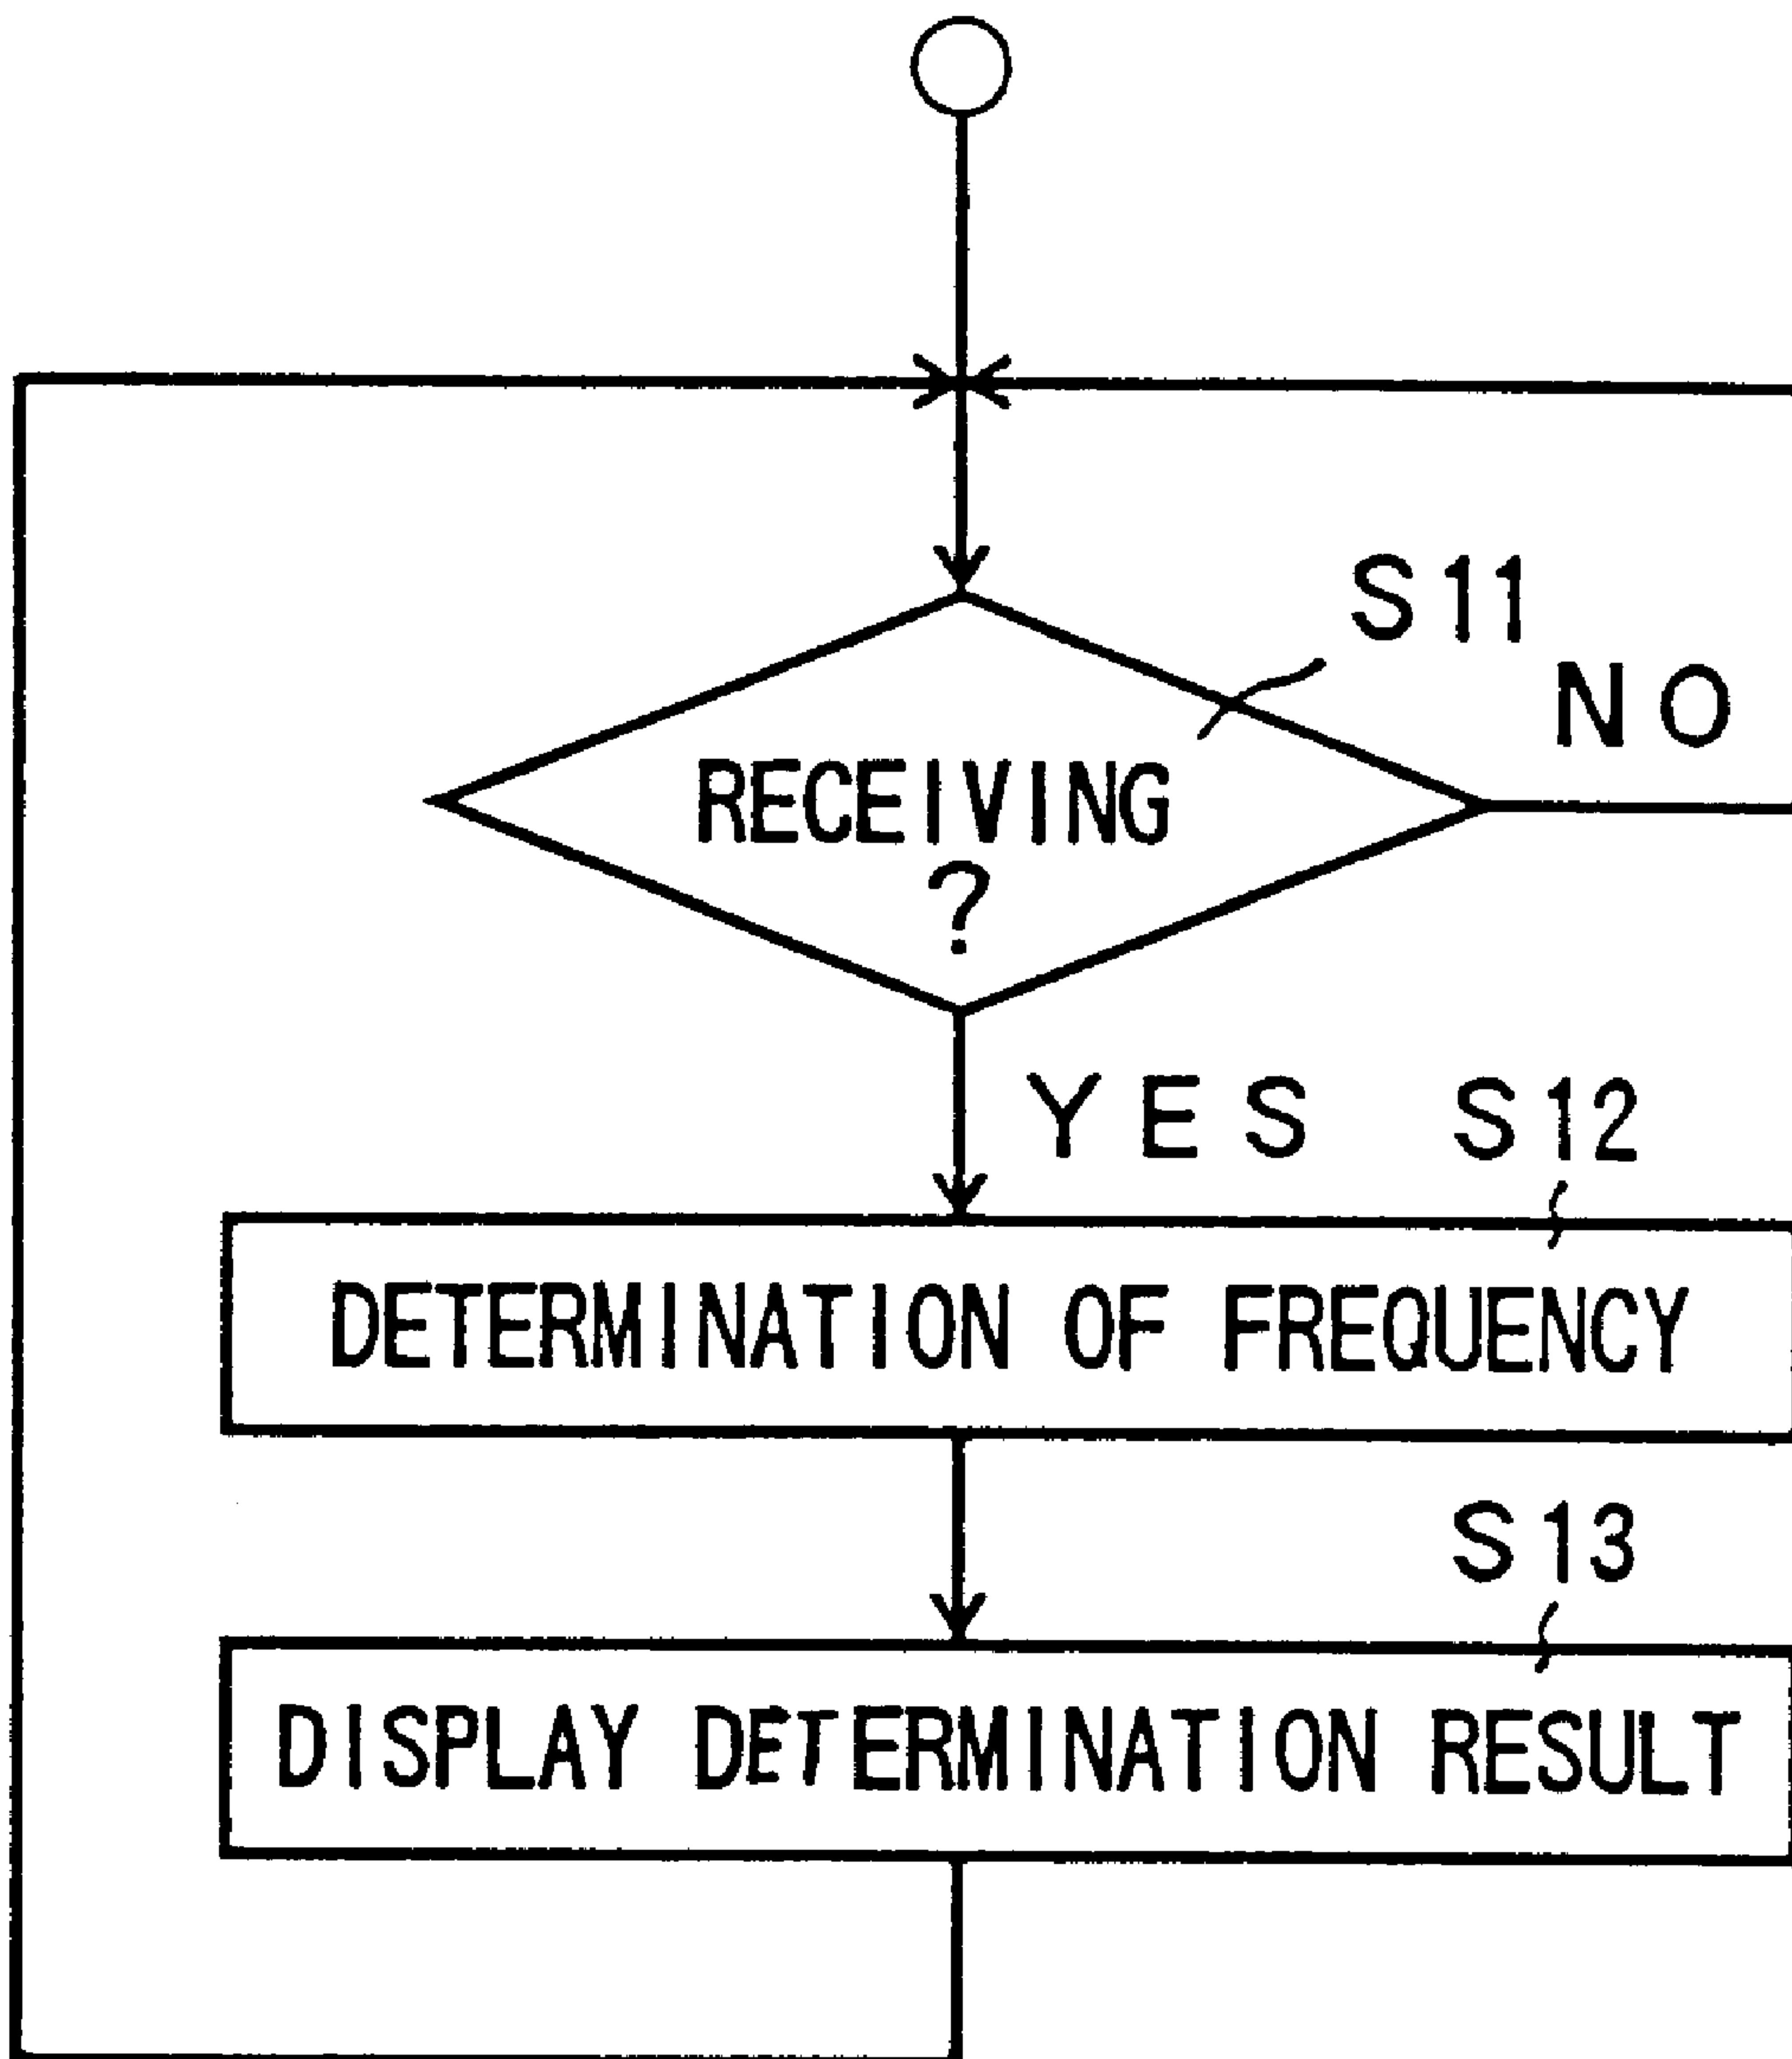 S11
NO
RECEIVING
?
YES S12
DETERMINATION OF FREQUENCY
S13
DISPLAY DETERMINATION RESULT